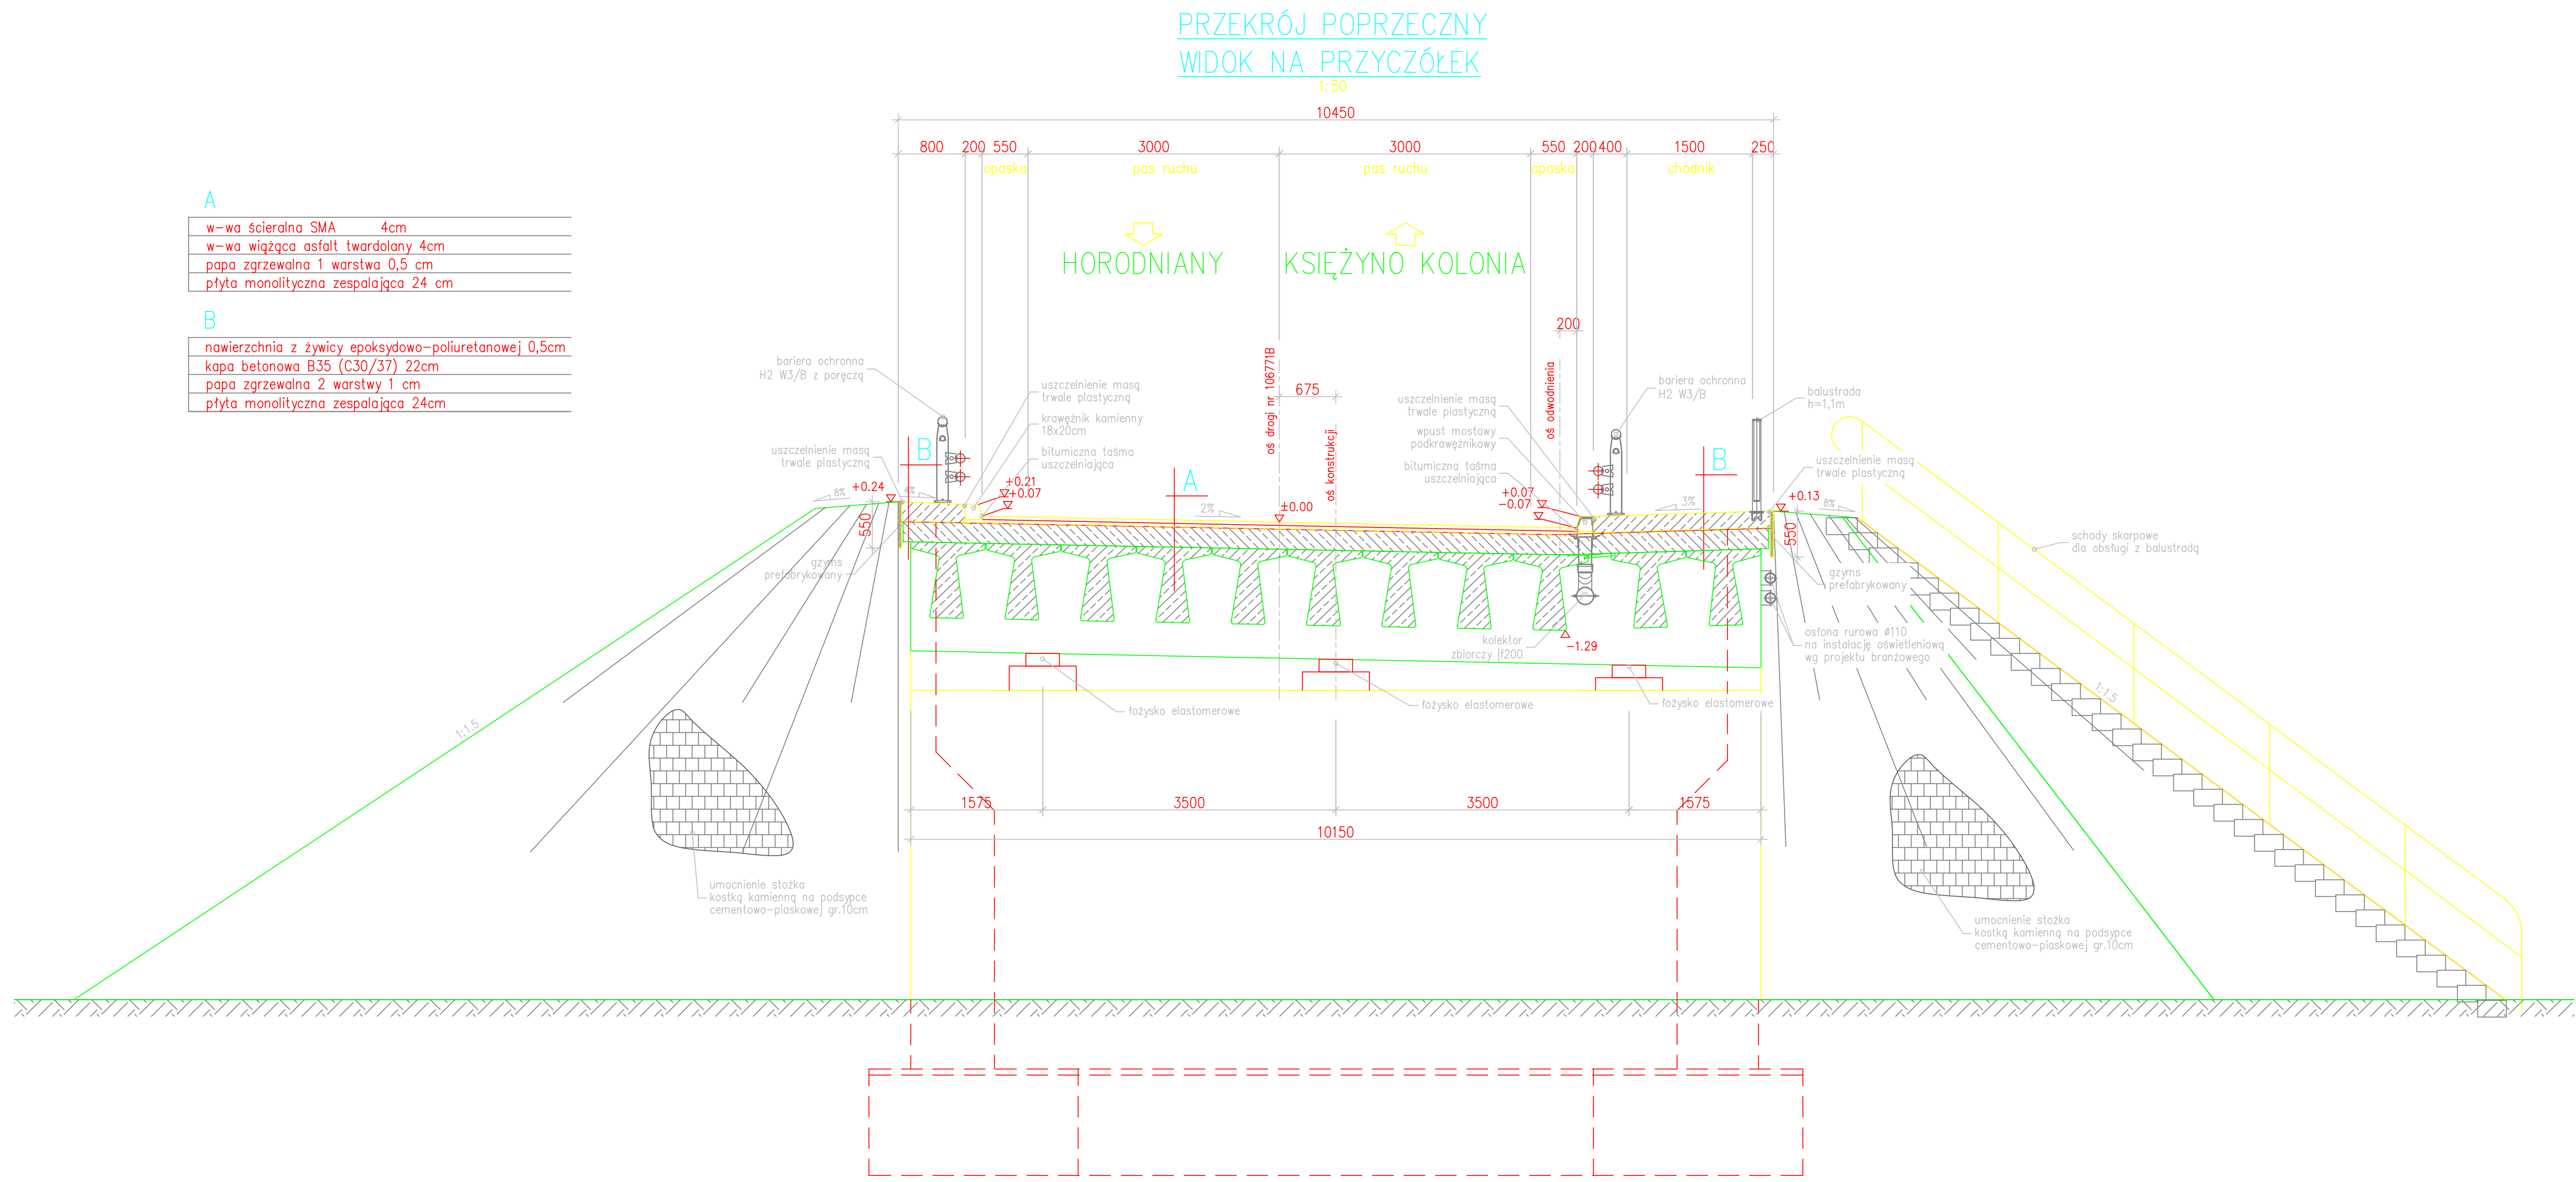 PRZEKRÓJ POPRZECZNY
WIDOK NA PRZYCZÓŁEK
1:50
10450
800 200 550 3000 3000 550 200 400 1500 250
opaska pas ruchu pas ruchu opaska chodnik
A
w-wa ścieralna SMA 4cm
w-wa wiążąca asfalt twardolany 4cm
papa zgrzewalna 1 warstwa 0,5 cm
płyta monolityczna zespalająca 24 cm
B
nawierzchnia z żywicy epoksydowo-poliuretanowej 0,5cm
kapa betonowa B35 (C30/37) 22cm
papa zgrzewalna 2 warstwy 1 cm
płyta monolityczna zespalająca 24cm
HORODNIANY
KSIĘŻYNO KOLONIA
200
675
oś drogi nr 106771B
oś konstrukcji
oś odwodnienia
bariera ochronna
H2 W3/B z poręczą
uszczelnienie masą
trwale plastyczną
krawężnik kamienny
18x20cm
bitumiczna taśma
uszczelniająca
uszczelnienie masą
trwale plastyczną
wpust mostowy
podkrawężnikowy
bitumiczna taśma
uszczelniająca
bariera ochronna
H2 W3/B
balustrada
h=1,1m
uszczelnienie masą
trwale plastyczną
uszczelnienie masą
trwale plastyczną
B
A
B
8%
+0.24
4%
+0.21
+0.07
2%
±0.00
+0.07
-0.07
3%
+0.13
8%
550
550
gzyms
prefabrykowany
gzyms
prefabrykowany
schody skarpowe
dla obsługi z balustradą
kolektor
zbiorczy |f200
-1.29
osłona rurowa ø110
na instalację oświetleniową
wg projektu branżowego
łożysko elastomerowe
łożysko elastomerowe
łożysko elastomerowe
1:1.5
1:1.5
1575 3500 3500 1575
10150
umocnienie stożka
kostką kamienną na podsypce
cementowo-piaskowej gr.10cm
umocnienie stożka
kostką kamienną na podsypce
cementowo-piaskowej gr.10cm